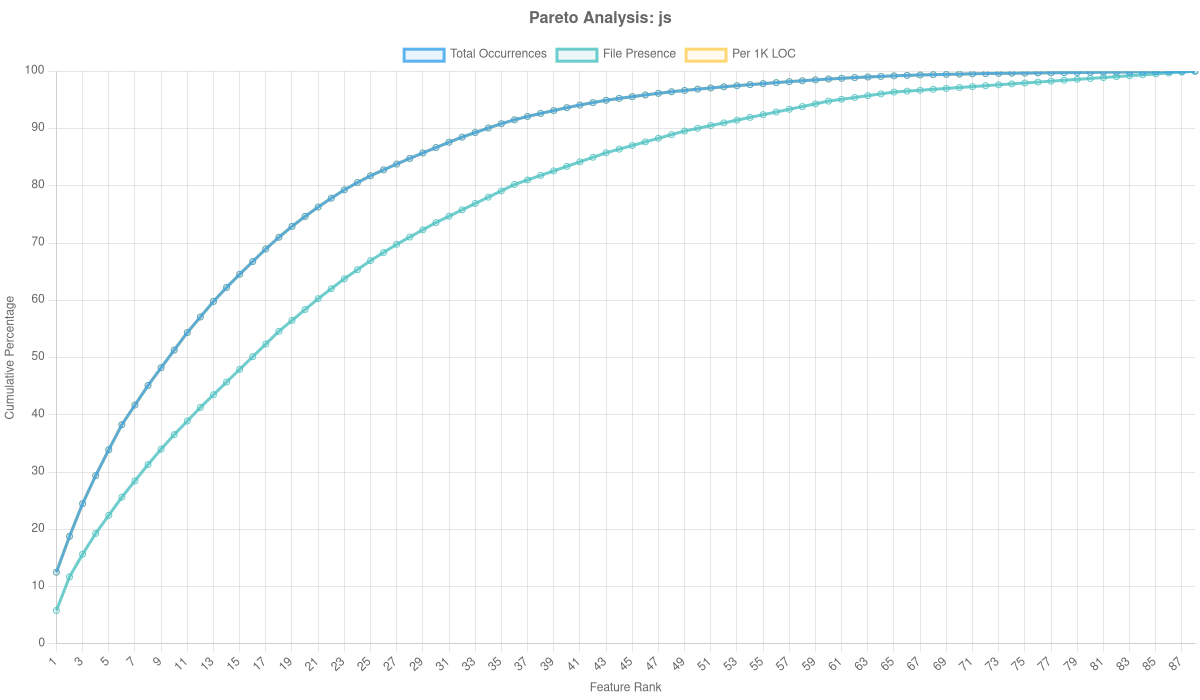 Pareto Analysis: js
Total Occurrences File Presence Per 1K LOC
100
90
80
70
60
50
40
30
20
10
0
Cumulative Percentage
1 3 5 7 9 11 13 15 17 19 21 23 25 27 29 31 33 35 37 39 41 43 45 47 49 51 53 55 57 59 61 63 65 67 69 71 73 75 77 79 81 83 85 87
Feature Rank